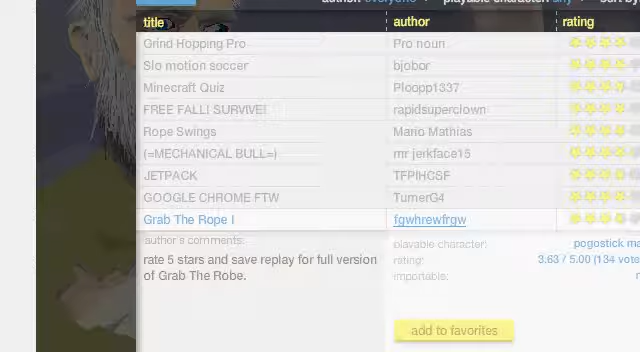 author: everyone playable character: any sort by
title author rating
Grind Hopping Pro Pro noun
Slo motion soccer bjobor
Minecraft Quiz Ploopp1337
FREE FALL! SURVIVE! rapidsuperclown
Rope Swings Mario Mathias
(=MECHANICAL BULL=) mr jerkface15
JETPACK TFPIHGSF
GOOGLE CHROME FTW TurnerG4
Grab The Rope I fgwhrewfrgw
author's comments:
rate 5 stars and save replay for full version
of Grab The Robe.
playable character: pogostick
rating: 3.63 / 5.00 (134
importable:
add to favorites